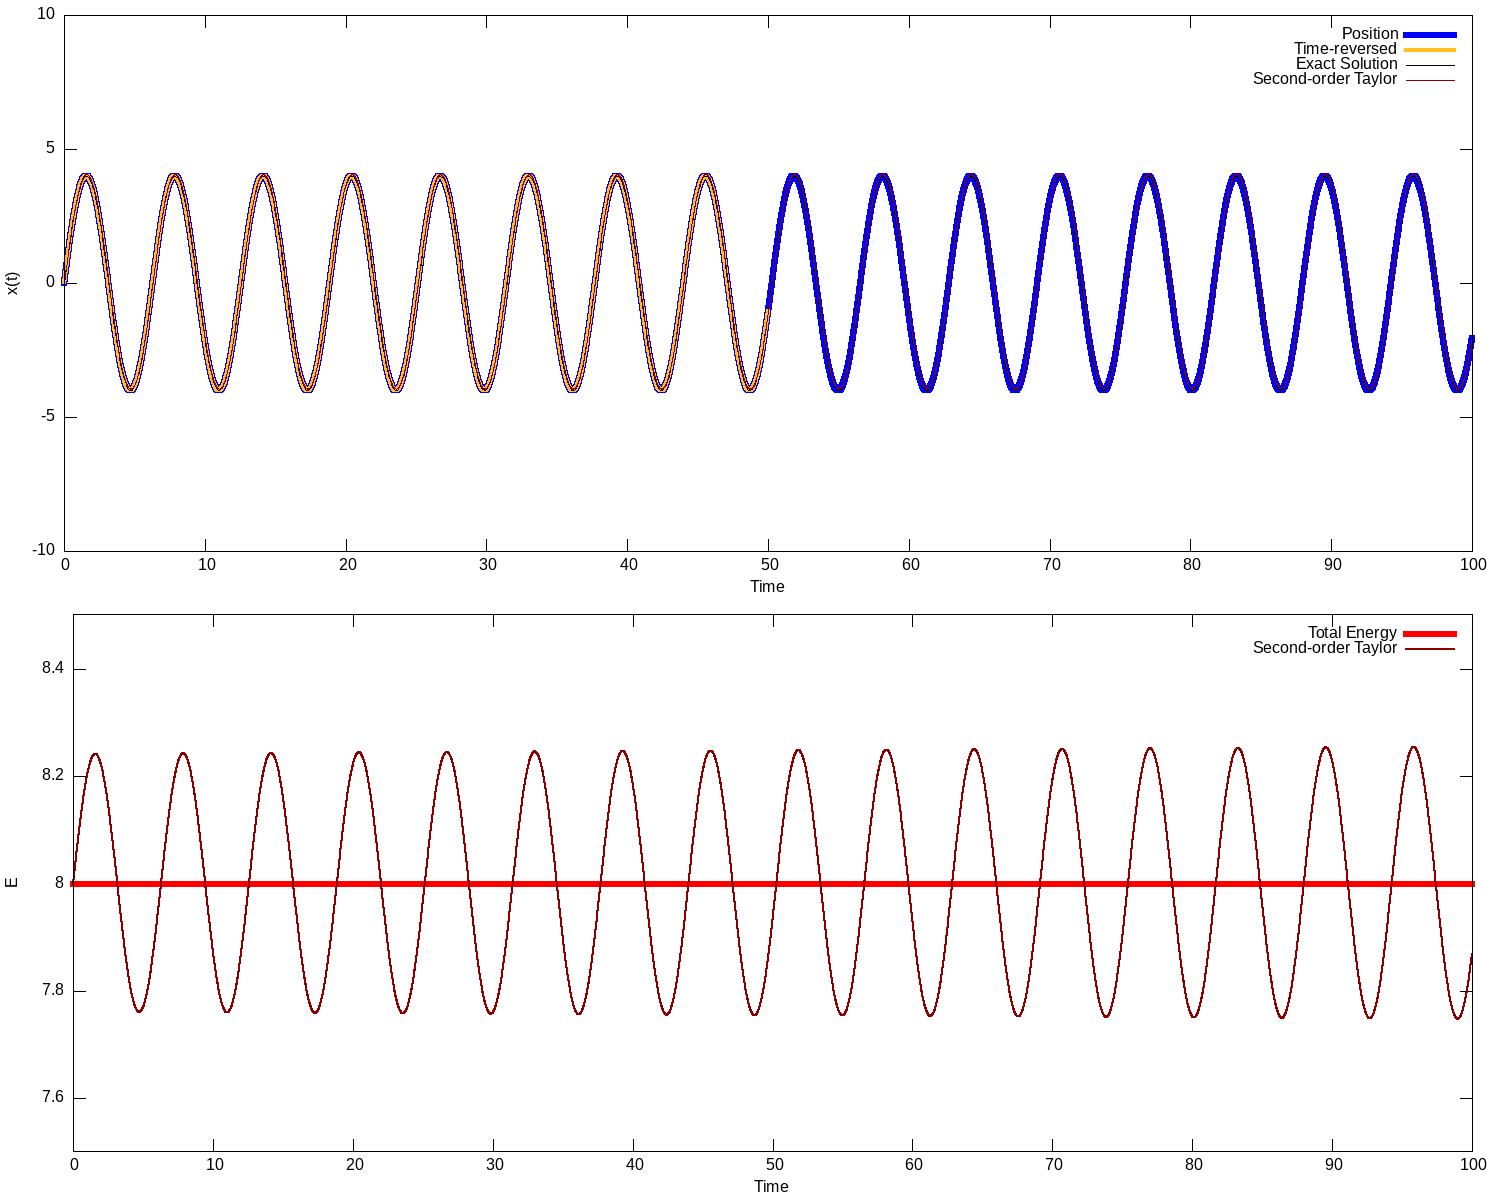 10
Position
Time-reversed
Exact Solution
Second-order Taylor
5
x(t)
0
-5
-10
0 10 20 30 40 50 60 70 80 90 100
Time
Total Energy
Second-order Taylor
8.4
8.2
E
8
7.8
7.6
0 10 20 30 40 50 60 70 80 90 100
Time